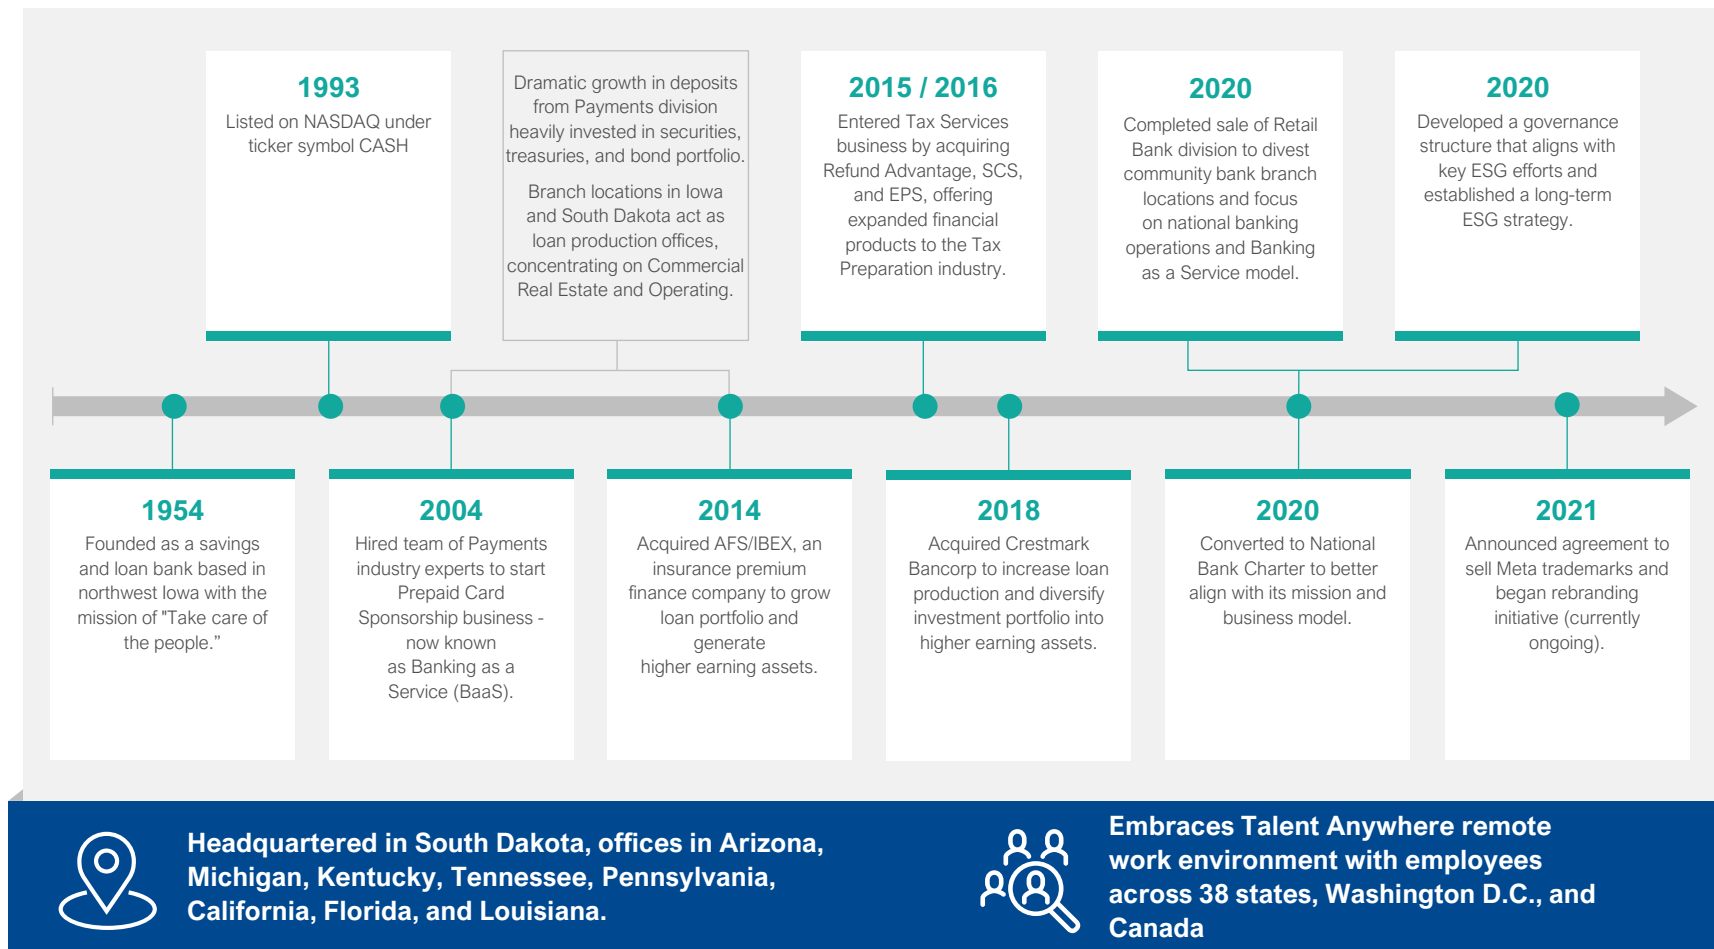 1993
Listed on NASDAQ under
ticker symbol CASH
Dramatic growth in deposits
from Payments division
heavily invested in securities,
treasuries, and bond portfolio.
Branch locations in Iowa
and South Dakota act as
loan production offices,
concentrating on Commercial
Real Estate and Operating.
2015 / 2016
Entered Tax Services
business by acquiring
Refund Advantage, SCS,
and EPS, offering
expanded financial
products to the Tax
Preparation industry.
2020
Completed sale of Retail
Bank division to divest
community bank branch
locations and focus
on national banking
operations and Banking
as a Service model.
2020
Developed a governance
structure that aligns with
key ESG efforts and
established a long-term
ESG strategy.
1954
Founded as a savings
and loan bank based in
northwest Iowa with the
mission of "Take care of
the people.”
2004
Hired team of Payments
industry experts to start
Prepaid Card
Sponsorship business -
now known
as Banking as a
Service (BaaS).
2014
Acquired AFS/IBEX, an
insurance premium
finance company to grow
loan portfolio and
generate
higher earning assets.
2018
Acquired Crestmark
Bancorp to increase loan
production and diversify
investment portfolio into
higher earning assets.
2020
Converted to National
Bank Charter to better
align with its mission and
business model.
2021
Announced agreement to
sell Meta trademarks and
began rebranding
initiative (currently
ongoing).
Headquartered in South Dakota, offices in Arizona,
Michigan, Kentucky, Tennessee, Pennsylvania,
California, Florida, and Louisiana.
Embraces Talent Anywhere remote
work environment with employees
across 38 states, Washington D.C., and
Canada